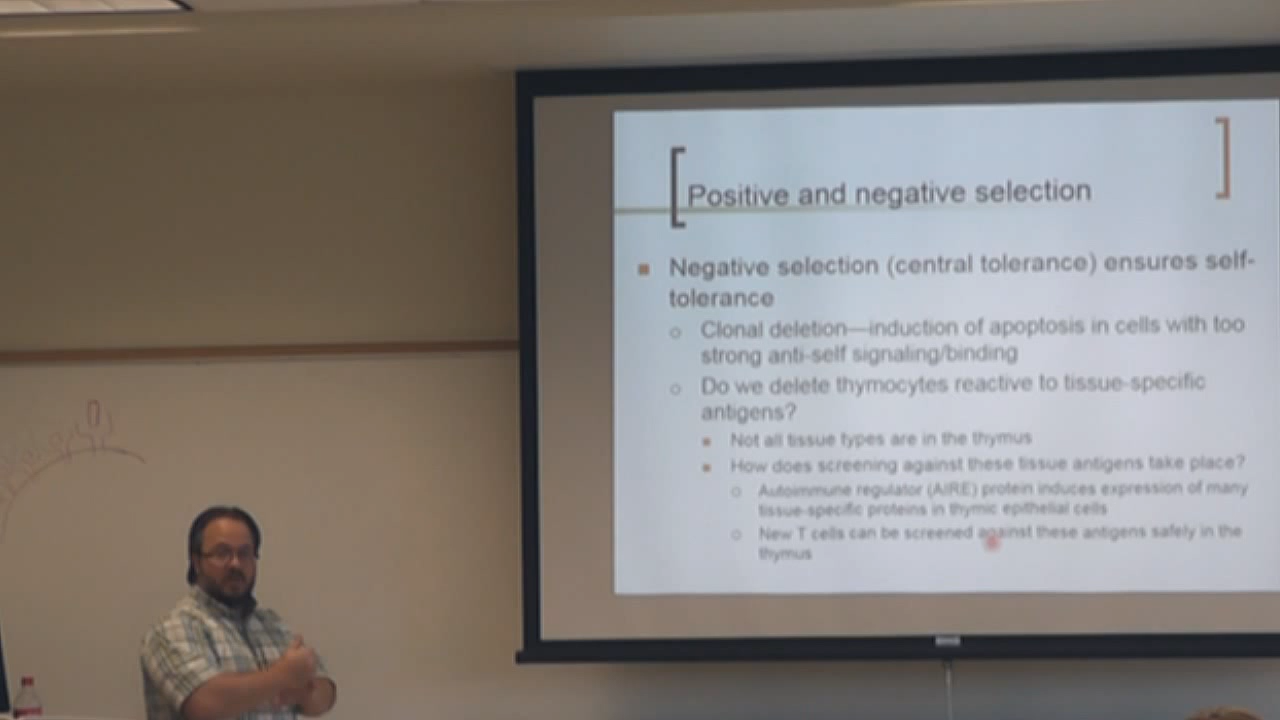 Positive and negative selection
Negative selection (central tolerance) ensures self-
tolerance
Clonal deletion—induction of apoptosis in cells with too
strong anti-self signaling/binding
Do we delete thymocytes reactive to tissue-specific
antigens?
Not all tissue types are in the thymus
How does screening against these tissue antigens take place?
Autoimmune regulator (AIRE) protein induces expression of many
tissue-specific proteins in thymic epithelial cells
New T cells can be screened against these antigens safely in the
thymus